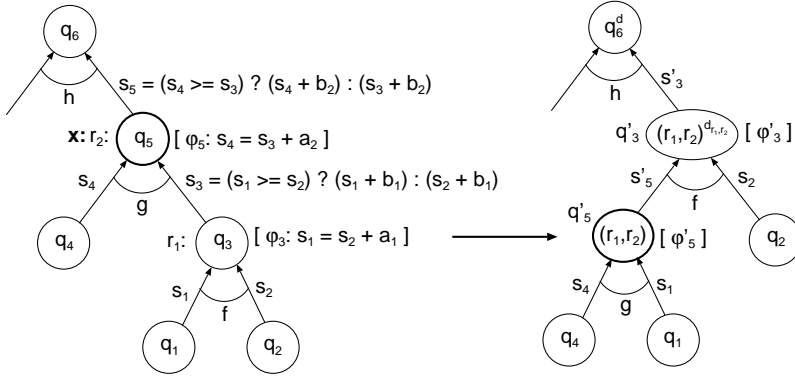 q6 q6^d
h s5 = (s4 >= s3) ? (s4 + b2) : (s3 + b2) h s'3
x: r2: q5 [ φ5: s4 = s3 + a2 ] q'3 (r1,r2)^d_r1,r2 [ φ'3 ]
s4 g s3 = (s1 >= s2) ? (s1 + b1) : (s2 + b1) s'5 f s2
q4 r1: q3 [ φ3: s1 = s2 + a1 ] q'5 (r1,r2) [ φ'5 ] q2
s1 f s2 s4 g s1
q1 q2 q4 q1